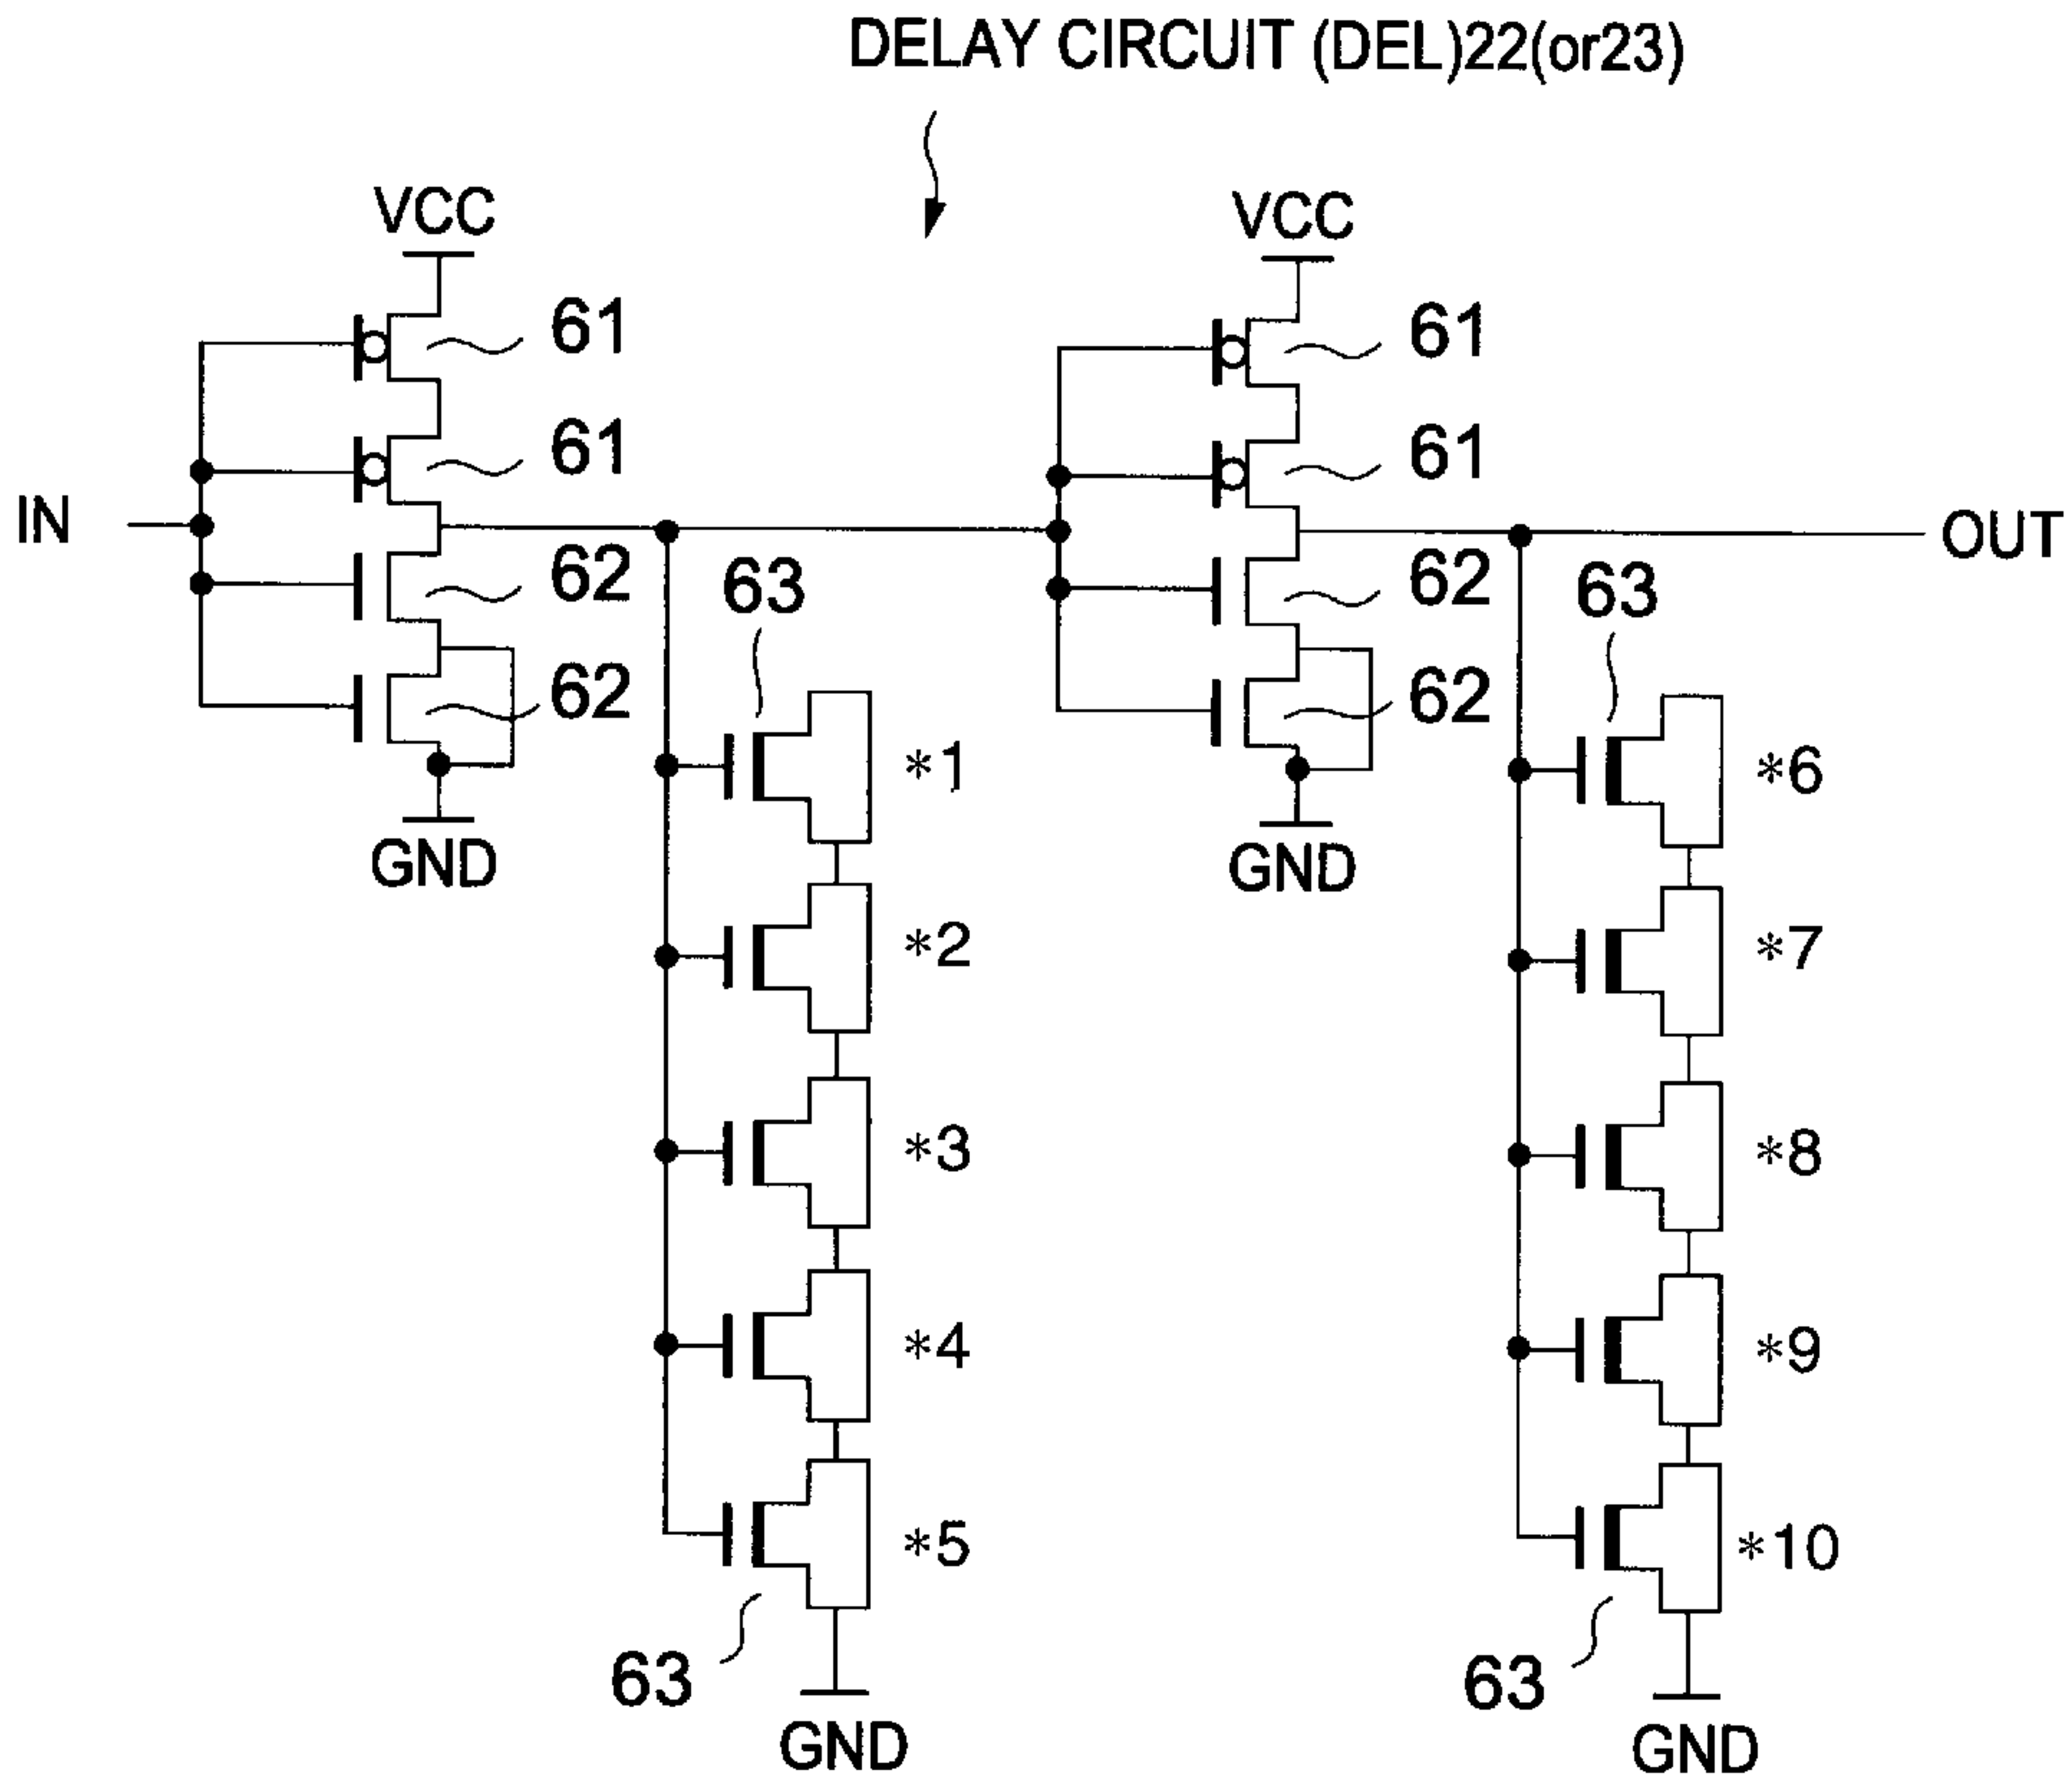 DELAY CIRCUIT (DEL)22(or23)
VCC
VCC
61
61
61
61
IN
OUT
62
63
62
63
62
62
*1
*6
GND
GND
*2
*7
*3
*8
*4
*9
*5
*10
63
63
GND
GND